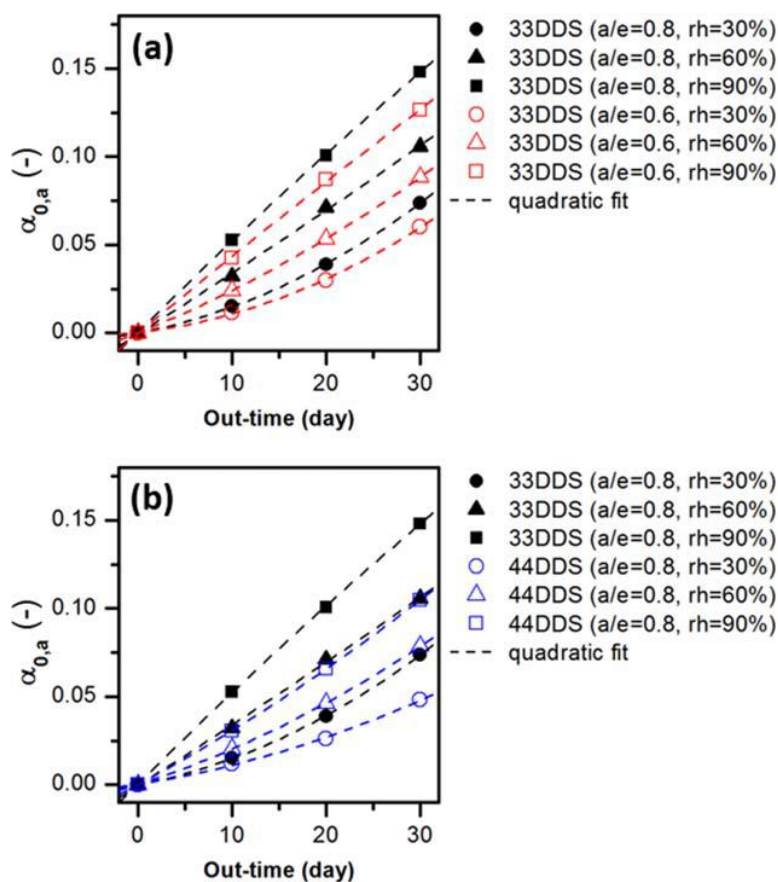 (a)
α0,a (-)
0.15
0.10
0.05
0.00
0 10 20 30
Out-time (day)
33DDS (a/e=0.8, rh=30%)
33DDS (a/e=0.8, rh=60%)
33DDS (a/e=0.8, rh=90%)
33DDS (a/e=0.6, rh=30%)
33DDS (a/e=0.6, rh=60%)
33DDS (a/e=0.6, rh=90%)
quadratic fit
(b)
α0,a (-)
0.15
0.10
0.05
0.00
0 10 20 30
Out-time (day)
33DDS (a/e=0.8, rh=30%)
33DDS (a/e=0.8, rh=60%)
33DDS (a/e=0.8, rh=90%)
44DDS (a/e=0.8, rh=30%)
44DDS (a/e=0.8, rh=60%)
44DDS (a/e=0.8, rh=90%)
quadratic fit